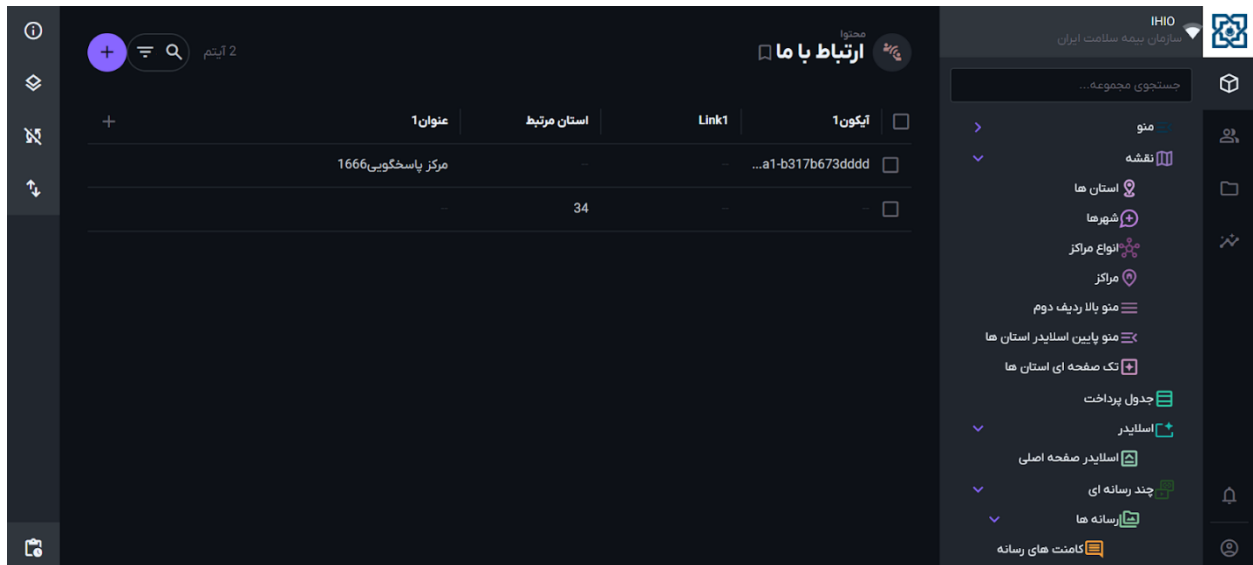 IHIO
سازمان بیمه سلامت ایران
جستجوی مجموعه...
منو
نقشه
استان ها
شهرها
انواع مراکز
مراکز
منو بالا ردیف دوم
منو پایین اسلایدر استان ها
تک صفحه ای استان ها
جدول پرداخت
اسلایدر
اسلایدر صفحه اصلی
چند رسانه ای
رسانه ها
کامنت های رسانه
محتوا
ارتباط با ما
2 آیتم
آیکون1 Link1 استان مرتبط عنوان1
...a1-b317b673dddd – – مرکز پاسخگویی1666
– – 34 –